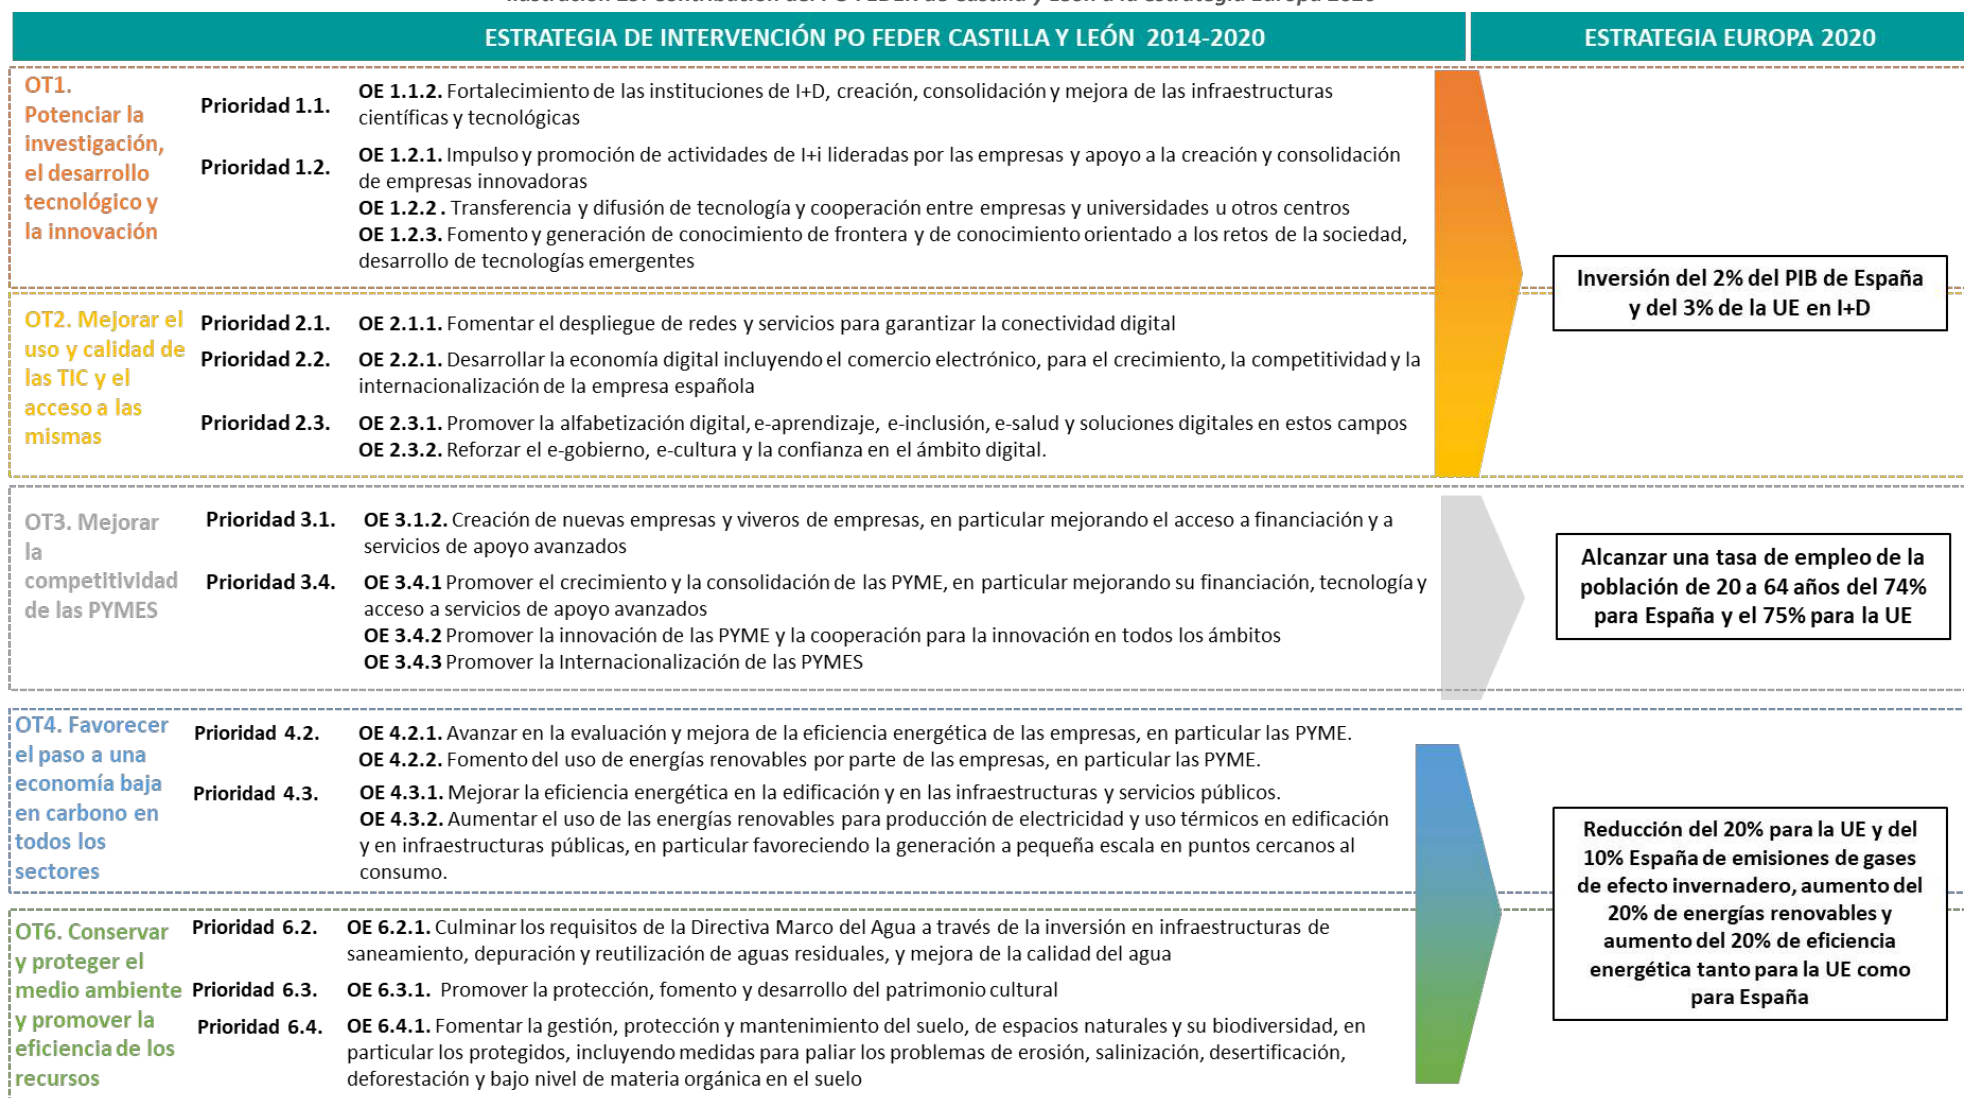 ESTRATEGIA DE INTERVENCIÓN PO FEDER CASTILLA Y LEÓN 2014-2020
ESTRATEGIA EUROPA 2020
OT1.
Potenciar la
investigación,
el desarrollo
tecnológico y
la innovación
Prioridad 1.1.
OE 1.1.2. Fortalecimiento de las instituciones de I+D, creación, consolidación y mejora de las infraestructuras
científicas y tecnológicas
Prioridad 1.2.
OE 1.2.1. Impulso y promoción de actividades de I+i lideradas por las empresas y apoyo a la creación y consolidación
de empresas innovadoras
OE 1.2.2 . Transferencia y difusión de tecnología y cooperación entre empresas y universidades u otros centros
OE 1.2.3. Fomento y generación de conocimiento de frontera y de conocimiento orientado a los retos de la sociedad,
desarrollo de tecnologías emergentes
OT2. Mejorar el
uso y calidad de
las TIC y el
acceso a las
mismas
Prioridad 2.1.
OE 2.1.1. Fomentar el despliegue de redes y servicios para garantizar la conectividad digital
Prioridad 2.2.
OE 2.2.1. Desarrollar la economía digital incluyendo el comercio electrónico, para el crecimiento, la competitividad y la
internacionalización de la empresa española
Prioridad 2.3.
OE 2.3.1. Promover la alfabetización digital, e-aprendizaje, e-inclusión, e-salud y soluciones digitales en estos campos
OE 2.3.2. Reforzar el e-gobierno, e-cultura y la confianza en el ámbito digital.
Inversión del 2% del PIB de España
y del 3% de la UE en I+D
OT3. Mejorar
la
competitividad
de las PYMES
Prioridad 3.1.
OE 3.1.2. Creación de nuevas empresas y viveros de empresas, en particular mejorando el acceso a financiación y a
servicios de apoyo avanzados
Prioridad 3.4.
OE 3.4.1 Promover el crecimiento y la consolidación de las PYME, en particular mejorando su financiación, tecnología y
acceso a servicios de apoyo avanzados
OE 3.4.2 Promover la innovación de las PYME y la cooperación para la innovación en todos los ámbitos
OE 3.4.3 Promover la Internacionalización de las PYMES
Alcanzar una tasa de empleo de la
población de 20 a 64 años del 74%
para España y el 75% para la UE
OT4. Favorecer
el paso a una
economía baja
en carbono en
todos los
sectores
Prioridad 4.2.
OE 4.2.1. Avanzar en la evaluación y mejora de la eficiencia energética de las empresas, en particular las PYME.
OE 4.2.2. Fomento del uso de energías renovables por parte de las empresas, en particular las PYME.
Prioridad 4.3.
OE 4.3.1. Mejorar la eficiencia energética en la edificación y en las infraestructuras y servicios públicos.
OE 4.3.2. Aumentar el uso de las energías renovables para producción de electricidad y uso térmicos en edificación
y en infraestructuras públicas, en particular favoreciendo la generación a pequeña escala en puntos cercanos al
consumo.
OT6. Conservar
y proteger el
medio ambiente
y promover la
eficiencia de los
recursos
Prioridad 6.2.
OE 6.2.1. Culminar los requisitos de la Directiva Marco del Agua a través de la inversión en infraestructuras de
saneamiento, depuración y reutilización de aguas residuales, y mejora de la calidad del agua
Prioridad 6.3.
OE 6.3.1. Promover la protección, fomento y desarrollo del patrimonio cultural
Prioridad 6.4.
OE 6.4.1. Fomentar la gestión, protección y mantenimiento del suelo, de espacios naturales y su biodiversidad, en
particular los protegidos, incluyendo medidas para paliar los problemas de erosión, salinización, desertificación,
deforestación y bajo nivel de materia orgánica en el suelo
Reducción del 20% para la UE y del
10% España de emisiones de gases
de efecto invernadero, aumento del
20% de energías renovables y
aumento del 20% de eficiencia
energética tanto para la UE como
para España